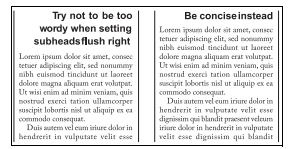 Try not to be too
wordy when setting
subheads flush right
Lorem ipsum dolor sit amet, consec
tetuer adipiscing elit, sed nonummy
nibh euismod tincidunt ut laoreet
dolore magna aliquam erat volutpat.
Ut wisi enim ad minim veniam, quis
nostrud exerci tation ullamcorper
suscipit lobortis nisl ut aliquip ex ea
commodo consequat.
Duis autem vel eum iriure dolor in
hendrerit in vulputate velit esse
Be concise instead
Lorem ipsum dolor sit amet, consec
tetuer adipiscing elit, sed nonummy
nibh euismod tincidunt ut laoreet
dolore magna aliquam erat volutpat.
Ut wisi enim ad minim veniam, quis
nostrud exerci tation ullamcorper
suscipit lobortis nisl ut aliquip ex ea
commodo consequat.
Duis autem vel eum iriure dolor in
hendrerit in vulputate velit esse
dignissim qui blandit praesent veleum
iriure dolor in hendrerit in vulputate
velit esse dignissim qui blandit